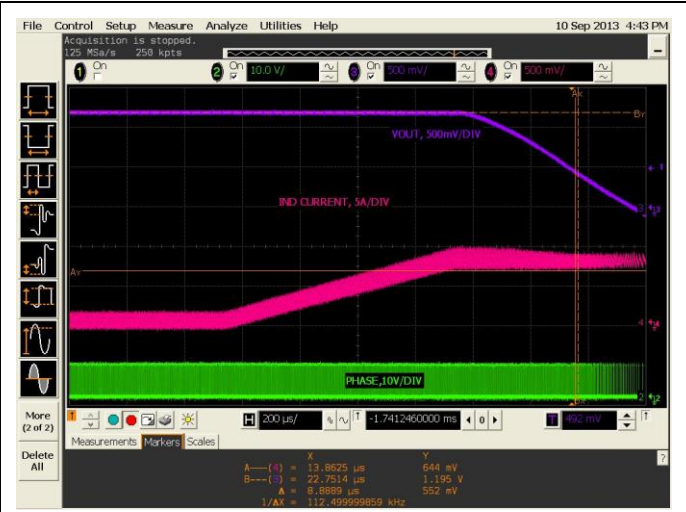 File Control Setup Measure Analyze Utilities Help 10 Sep 2013 4:43 PM
Acquisition is stopped.
125 MSa/s 250 kpts
1 On 2 On 10.0 V/ 3 On 500 mV/ 4 On 500 mV/
Ax
By
VOUT, 500mV/DIV
IND CURRENT, 5A/DIV
Ay
PHASE,10V/DIV
More
(2 of 2)
Delete
All
H 200 µs/ -1.7412460000 ms 0 T 492 mV
Measurements Markers Scales
X Y
A---(4) = 13.8625 µs 644 mV
B---(3) = 22.7514 µs 1.195 V
Δ = 8.8889 µs 552 mV
1/ΔX = 112.499999859 kHz